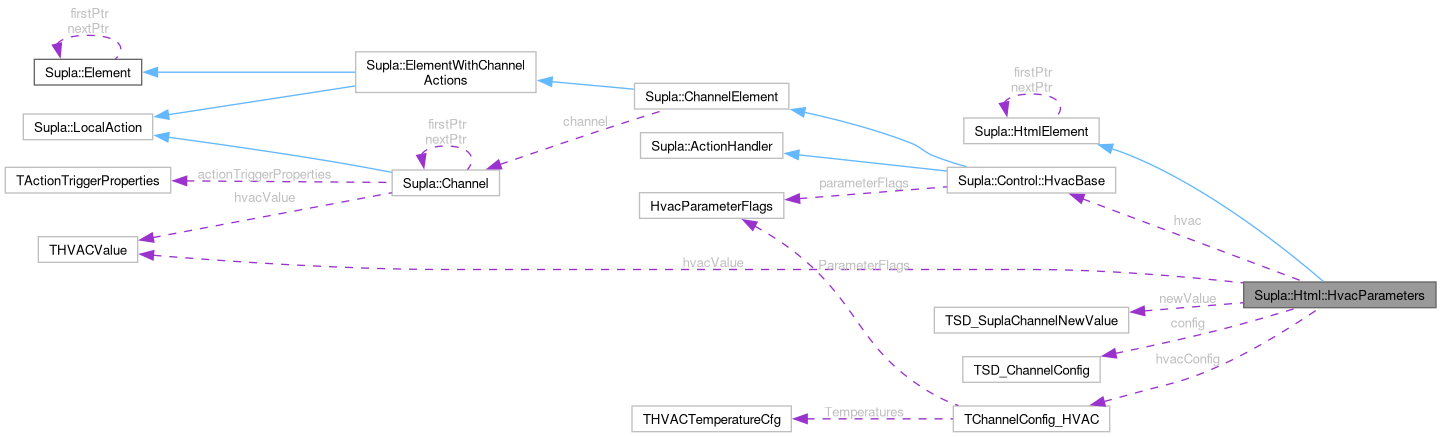 firstPtr
nextPtr
Supla::Element
Supla::ElementWithChannel
Actions
Supla::LocalAction
Supla::ChannelElement
firstPtr
nextPtr
Supla::HtmlElement
channel
firstPtr
nextPtr
Supla::ActionHandler
TActionTriggerProperties
actionTriggerProperties
Supla::Channel
parameterFlags
Supla::Control::HvacBase
hvacValue
HvacParameterFlags
hvac
THVACValue
hvacValue
ParameterFlags
Supla::Html::HvacParameters
newValue
TSD_SuplaChannelNewValue
config
hvacConfig
TSD_ChannelConfig
THVACTemperatureCfg
Temperatures
TChannelConfig_HVAC